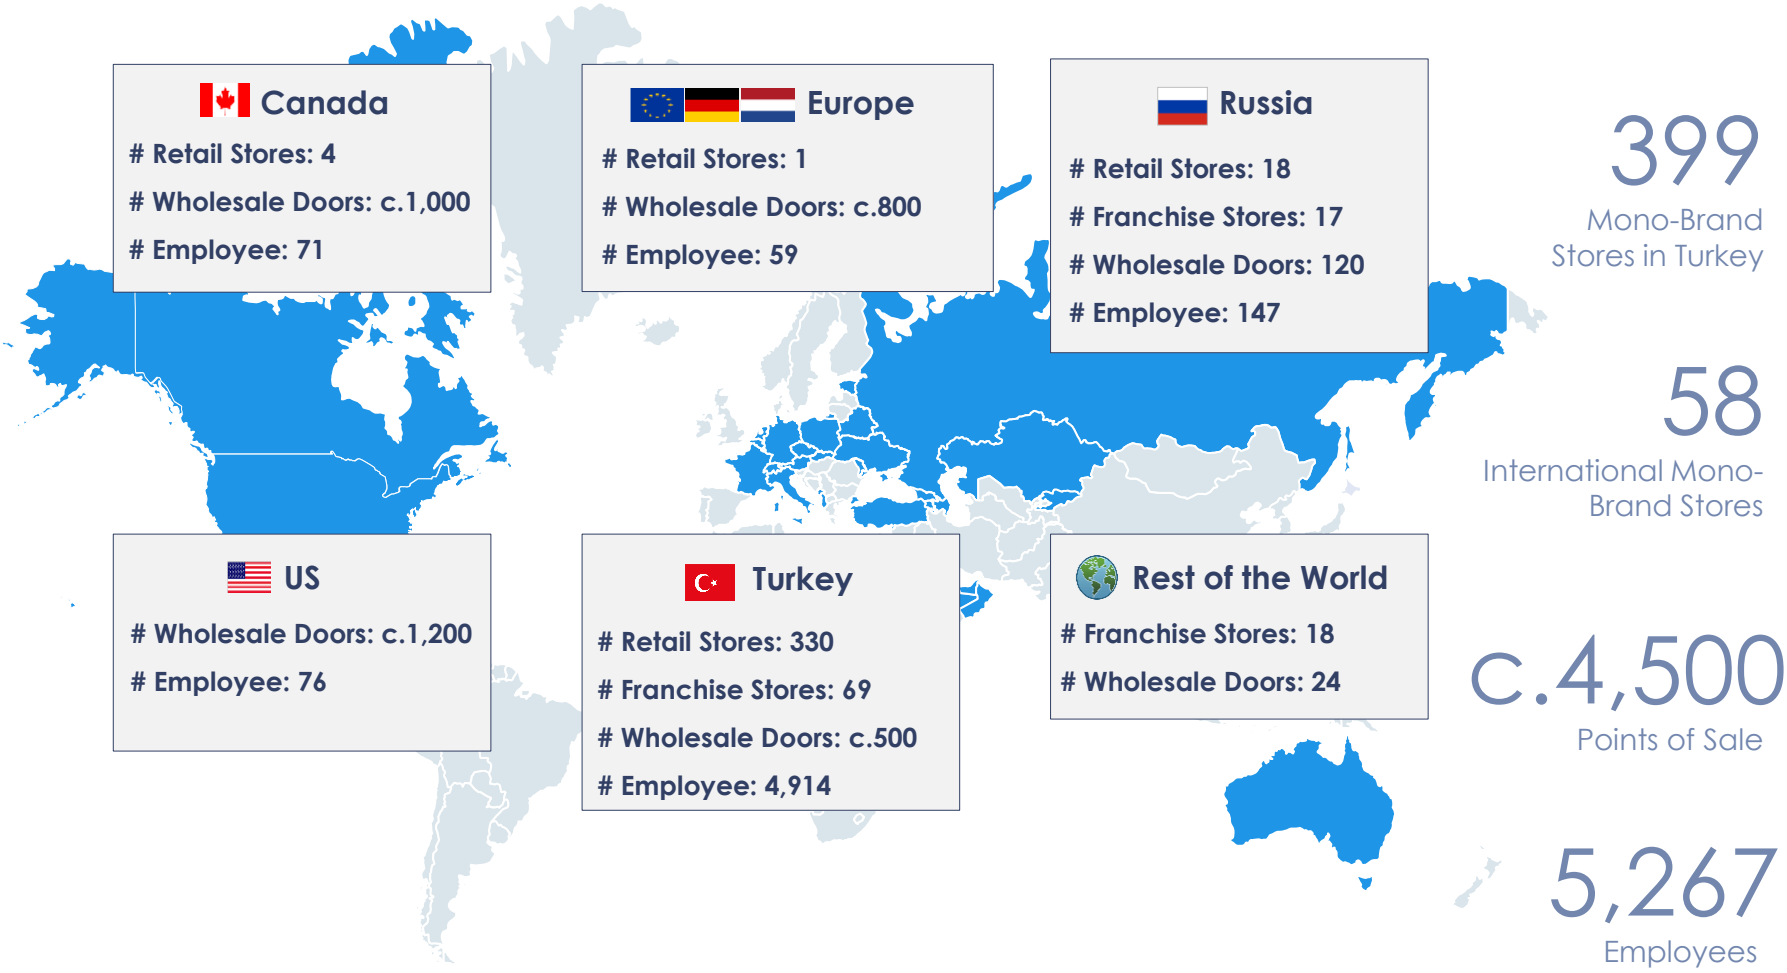 Canada
# Retail Stores: 4
# Wholesale Doors: c.1,000
# Employee: 71
Europe
# Retail Stores: 1
# Wholesale Doors: c.800
# Employee: 59
Russia
# Retail Stores: 18
# Franchise Stores: 17
# Wholesale Doors: 120
# Employee: 147
US
# Wholesale Doors: c.1,200
# Employee: 76
Turkey
# Retail Stores: 330
# Franchise Stores: 69
# Wholesale Doors: c.500
# Employee: 4,914
Rest of the World
# Franchise Stores: 18
# Wholesale Doors: 24
399
Mono-Brand
Stores in Turkey
58
International Mono-
Brand Stores
c.4,500
Points of Sale
5,267
Employees